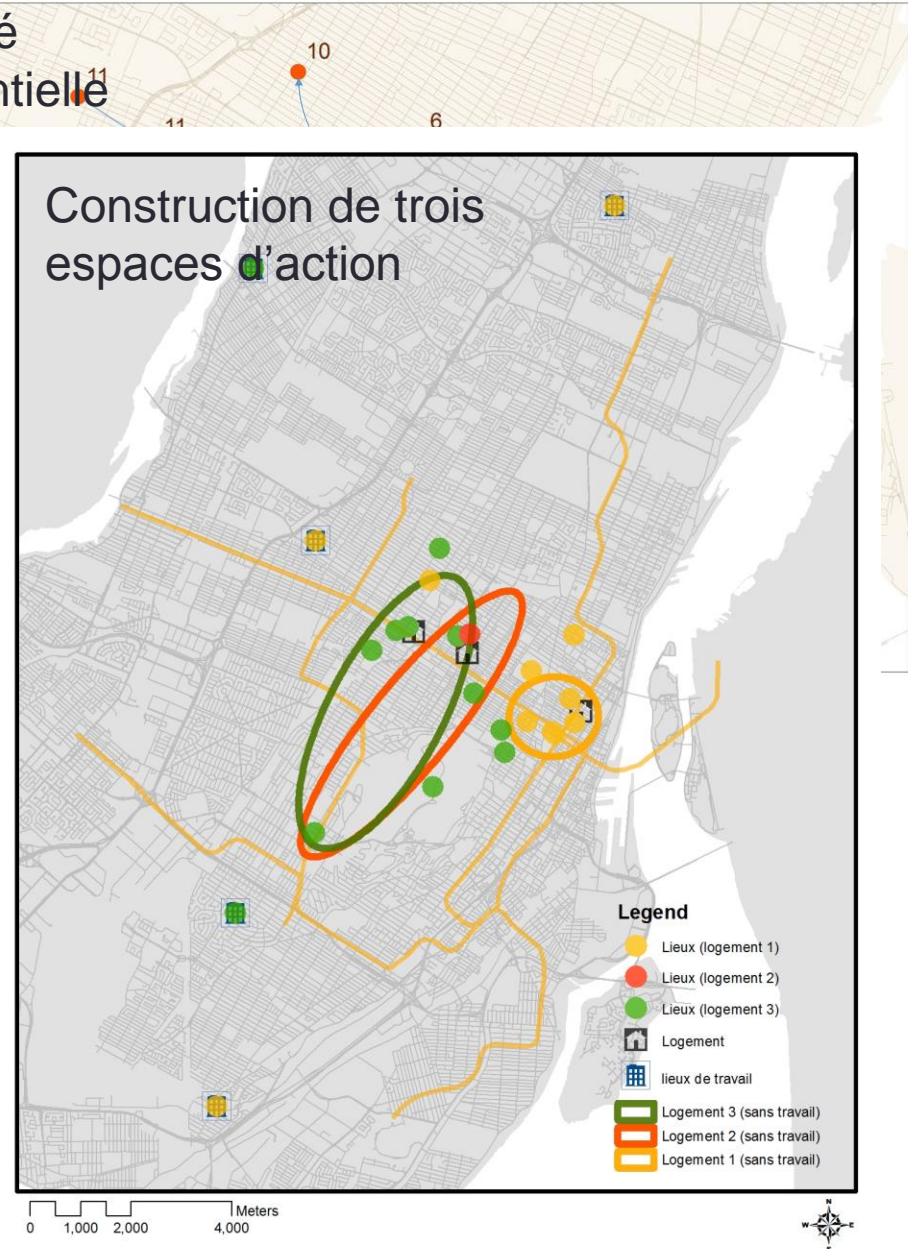 é
ntielle
11
10
11
6
Construction de trois
espaces d'action
Legend
Lieux (logement 1)
Lieux (logement 2)
Lieux (logement 3)
Logement
lieux de travail
Logement 3 (sans travail)
Logement 2 (sans travail)
Logement 1 (sans travail)
Meters
0 1,000 2,000 4,000
N
W E
S